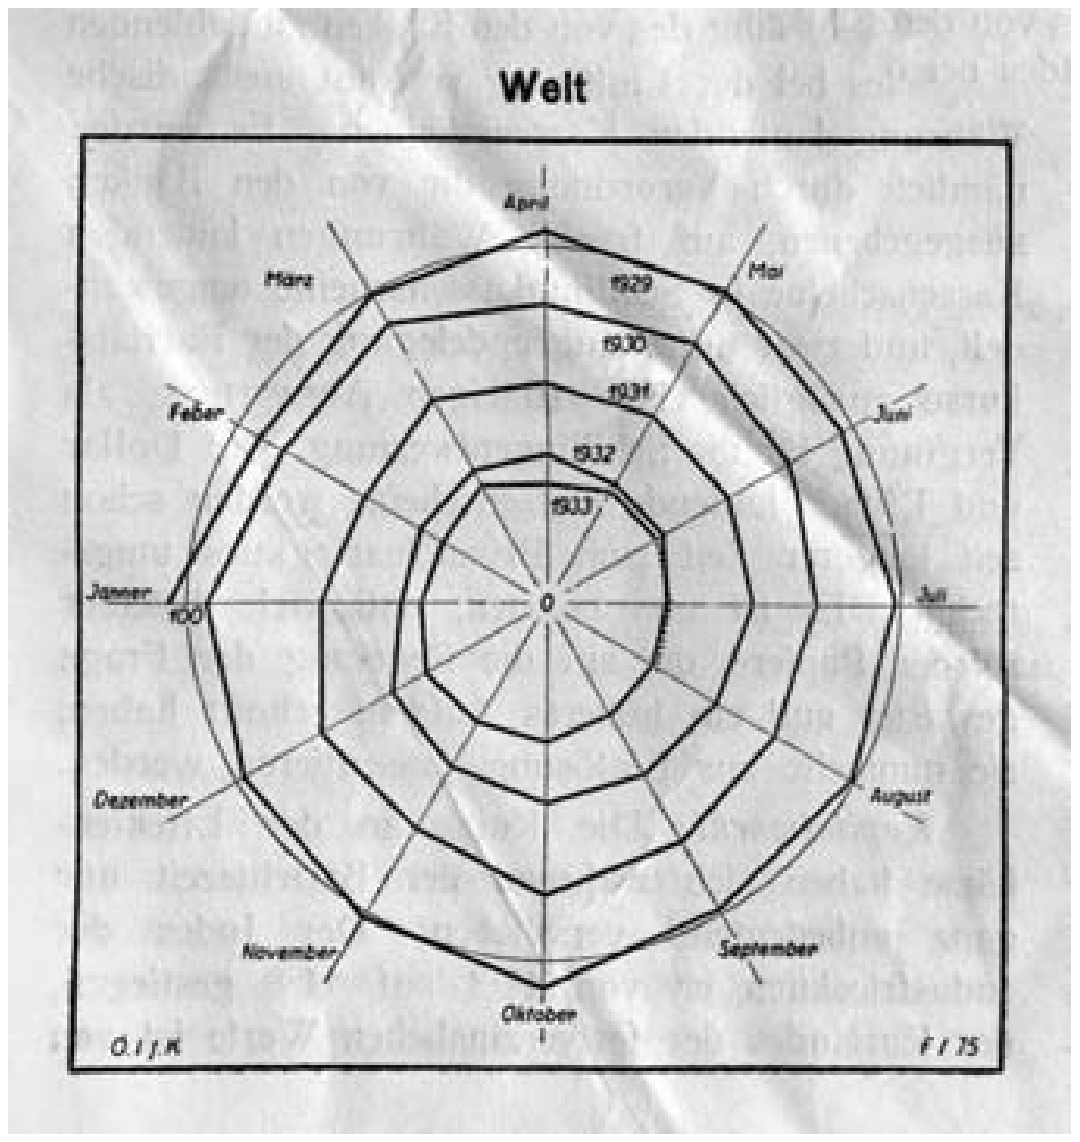 Welt
April
März
Mai
1929
1930
1931
Feber
Juni
1932
1933
Jänner
0
Juli
100
Dezember
August
November
September
Oktober
Ö. I f. K
F I 75